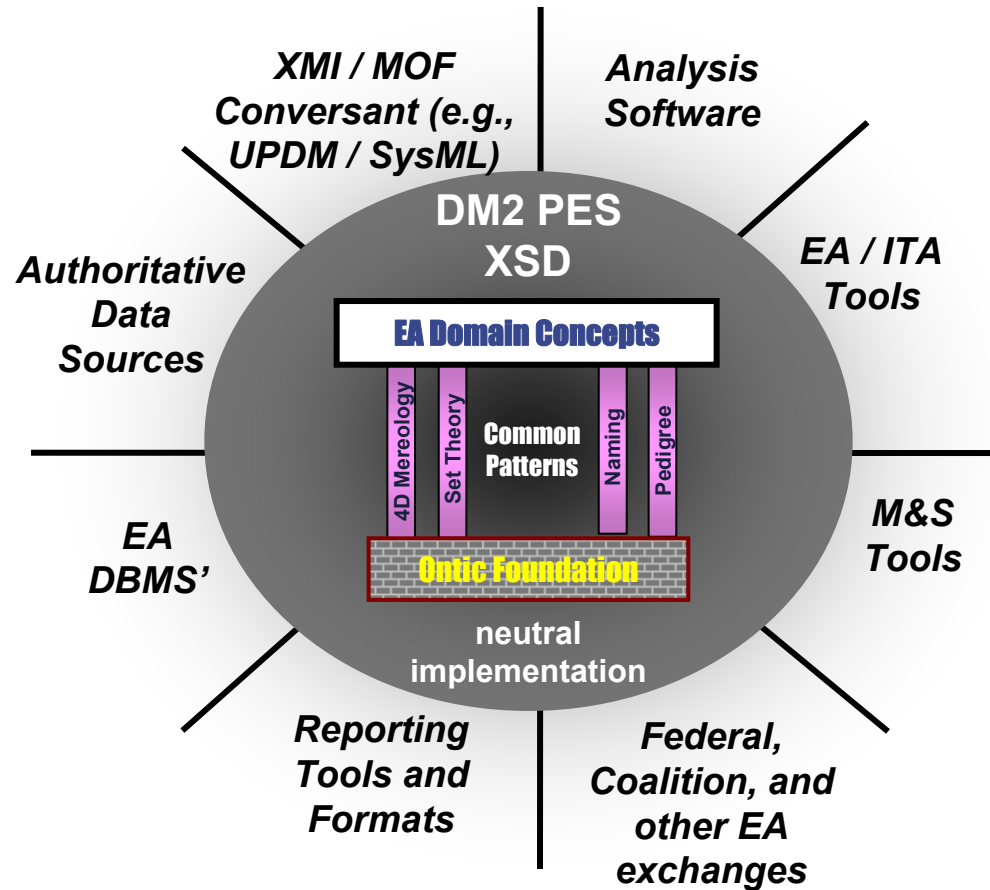 XMI / MOF
Conversant (e.g.,
UPDM / SysML)
Analysis
Software
DM2 PES
XSD
Authoritative
Data
Sources
EA / ITA
Tools
EA Domain Concepts
4D Mereology
Set Theory
Common
Patterns
Naming
Pedigree
EA
DBMS’
M&S
Tools
Ontic Foundation
neutral
implementation
Reporting
Tools and
Formats
Federal,
Coalition, and
other EA
exchanges